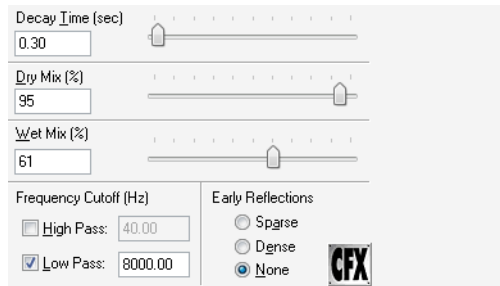 Decay Time (sec)
0.30
Dry Mix (%)
95
Wet Mix (%)
61
Frequency Cutoff (Hz)
High Pass: 40.00
Low Pass: 8000.00
Early Reflections
Sparse
Dense
None
CFX